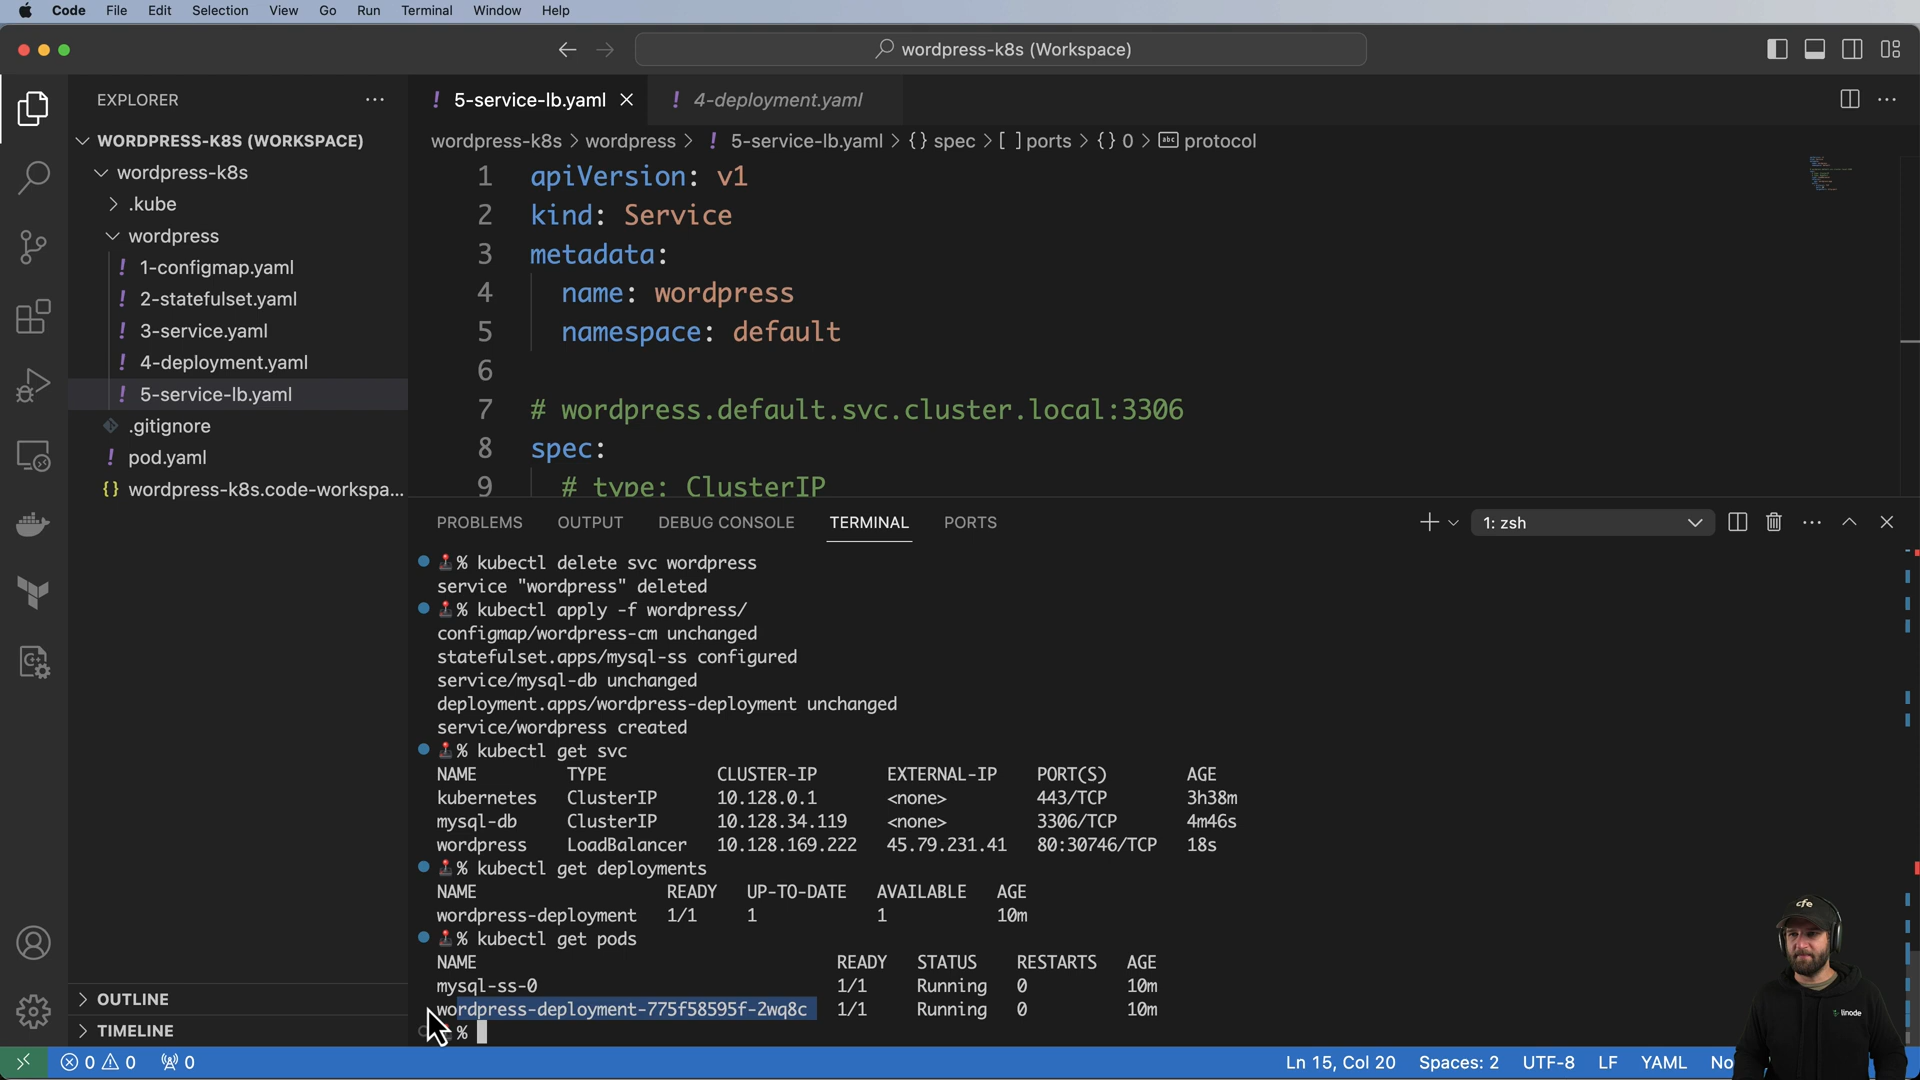 Code File Edit Selection View Go Run Terminal Window Help
wordpress-k8s (Workspace)
EXPLORER
WORDPRESS-K8S (WORKSPACE)
wordpress-k8s
.kube
wordpress
! 1-configmap.yaml
! 2-statefulset.yaml
! 3-service.yaml
! 4-deployment.yaml
! 5-service-lb.yaml
.gitignore
! pod.yaml
{} wordpress-k8s.code-workspa...
OUTLINE
TIMELINE
! 5-service-lb.yaml
! 4-deployment.yaml
wordpress-k8s > wordpress > ! 5-service-lb.yaml > {} spec > [ ] ports > {} 0 > abc protocol
1 apiVersion: v1
2 kind: Service
3 metadata:
4 name: wordpress
5 namespace: default
6
7 # wordpress.default.svc.cluster.local:3306
8 spec:
9 # type: ClusterIP
PROBLEMS OUTPUT DEBUG CONSOLE TERMINAL PORTS
1: zsh
% kubectl delete svc wordpress
service "wordpress" deleted
% kubectl apply -f wordpress/
configmap/wordpress-cm unchanged
statefulset.apps/mysql-ss configured
service/mysql-db unchanged
deployment.apps/wordpress-deployment unchanged
service/wordpress created
% kubectl get svc
NAME TYPE CLUSTER-IP EXTERNAL-IP PORT(S) AGE
kubernetes ClusterIP 10.128.0.1 <none> 443/TCP 3h38m
mysql-db ClusterIP 10.128.34.119 <none> 3306/TCP 4m46s
wordpress LoadBalancer 10.128.169.222 45.79.231.41 80:30746/TCP 18s
% kubectl get deployments
NAME READY UP-TO-DATE AVAILABLE AGE
wordpress-deployment 1/1 1 1 10m
% kubectl get pods
NAME READY STATUS RESTARTS AGE
mysql-ss-0 1/1 Running 0 10m
wordpress-deployment-775f58595f-2wq8c 1/1 Running 0 10m
%
cfe
linode
0 0 0
Ln 15, Col 20 Spaces: 2 UTF-8 LF YAML No